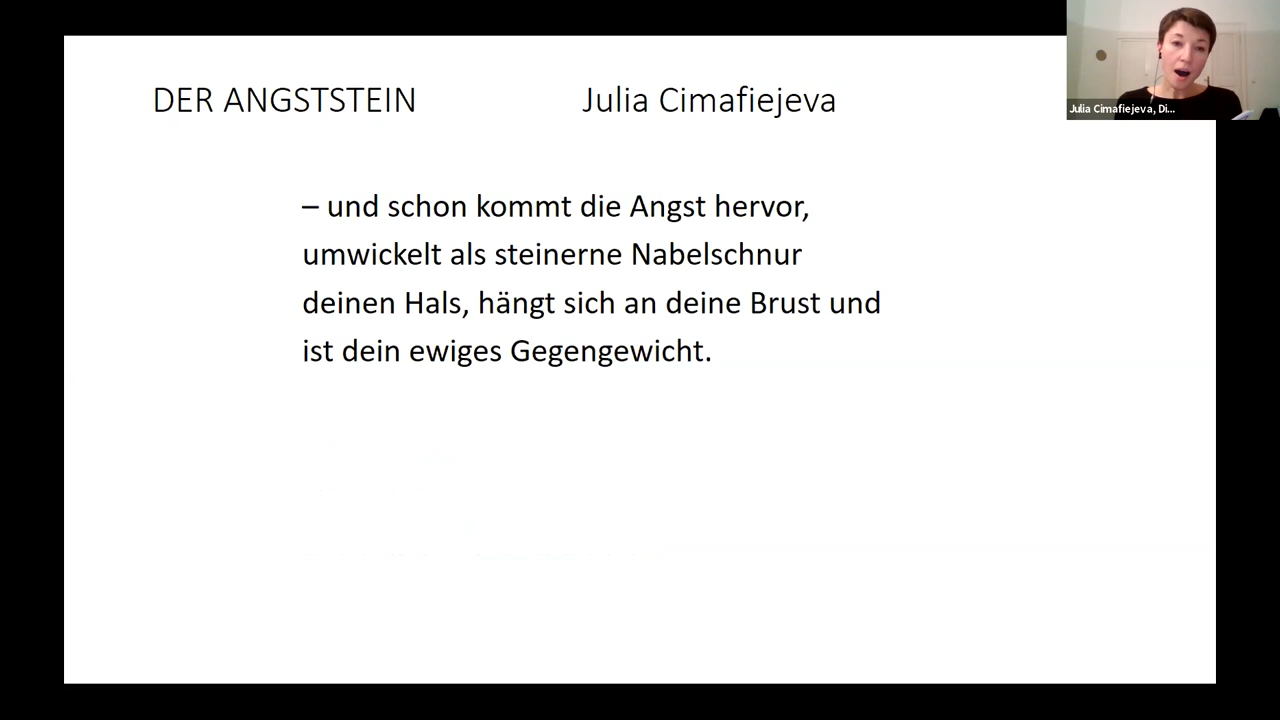 DER ANGSTSTEIN Julia Cimafiejeva
Julia Cimafiejeva, Di...
– und schon kommt die Angst hervor,
umwickelt als steinerne Nabelschnur
deinen Hals, hängt sich an deine Brust und
ist dein ewiges Gegengewicht.